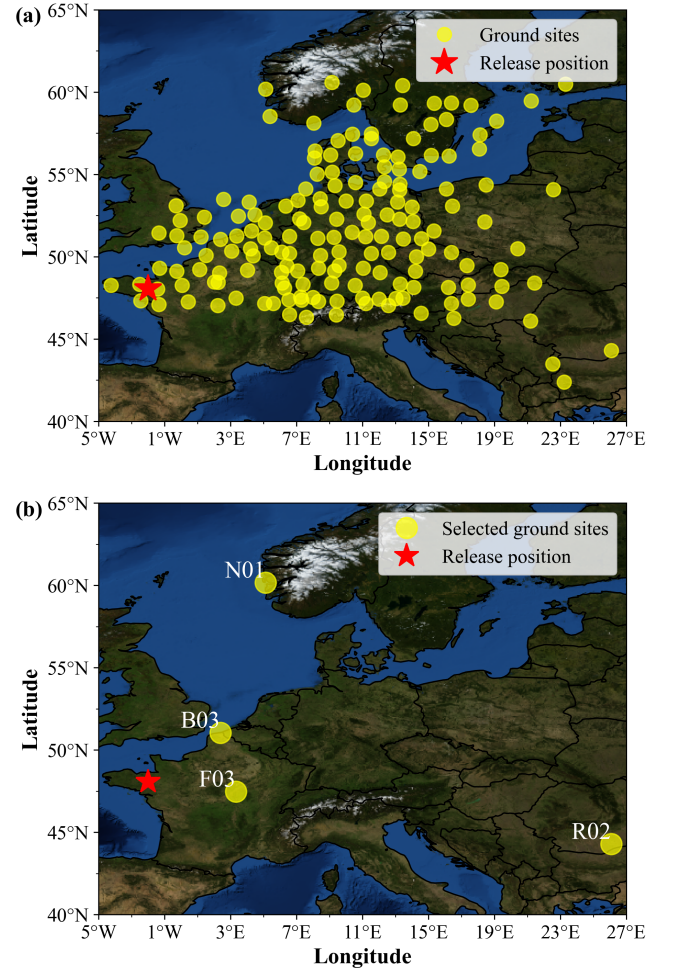 (a)
65°N
60°N
55°N
50°N
45°N
40°N
Latitude
Ground sites
Release position
5°W
1°W
3°E
7°E
11°E
15°E
19°E
23°E
27°E
Longitude
(b)
65°N
60°N
55°N
50°N
45°N
40°N
Latitude
Selected ground sites
Release position
N01
B03
F03
R02
5°W
1°W
3°E
7°E
11°E
15°E
19°E
23°E
27°E
Longitude